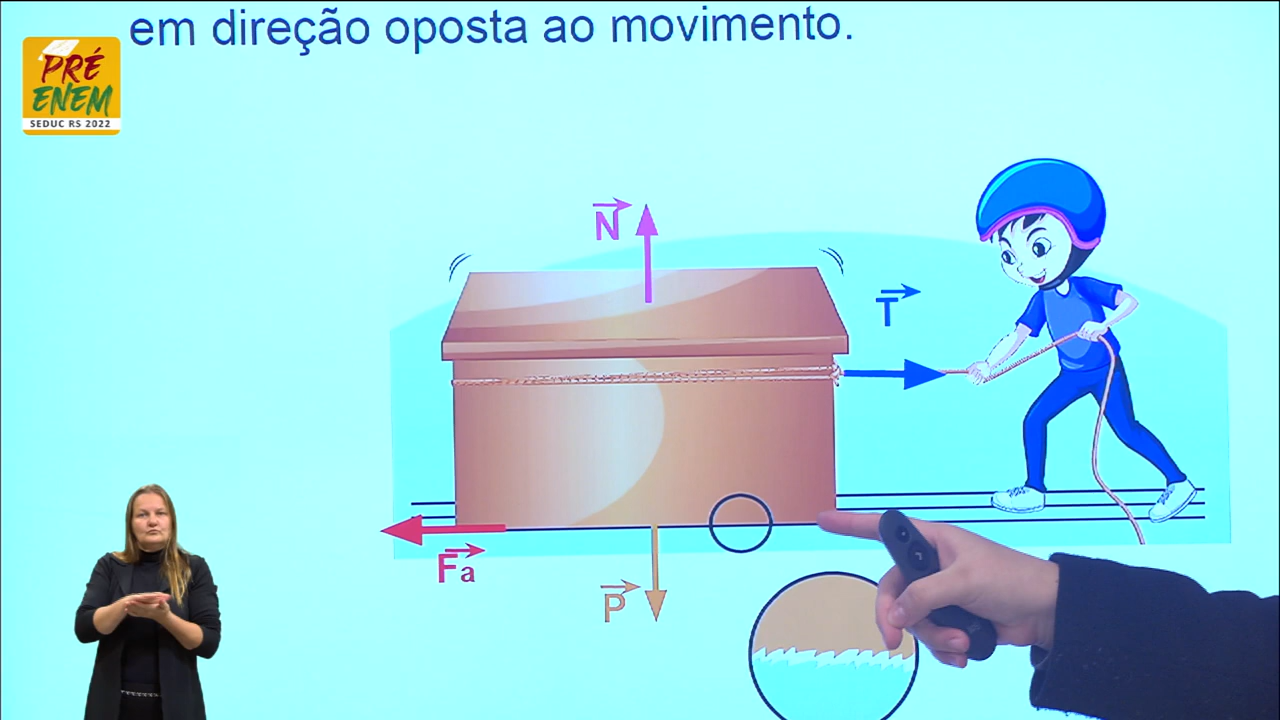 em direção oposta ao movimento.
PRÉ
ENEM
SEDUC RS 2022
N
T
Fa
P